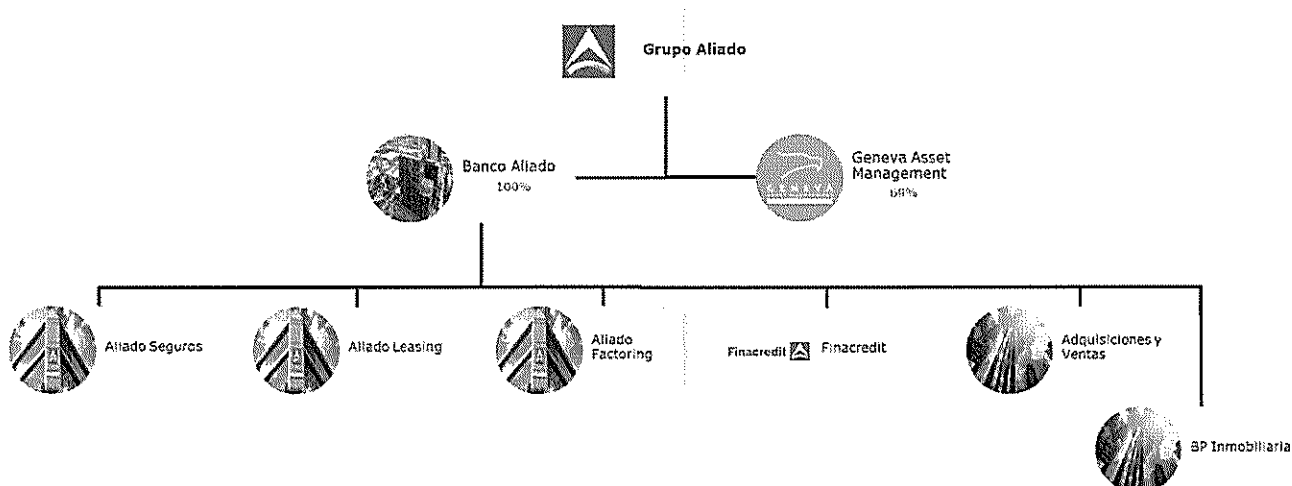 Grupo Aliado
Banco Aliado
100%
Geneva Asset
Management
GENEVA
Aliado Seguros
Aliado Leasing
Aliado
Factoring
Finacredit
Finacredit
Adquisiciones y
Ventas
BP Inmobiliaria